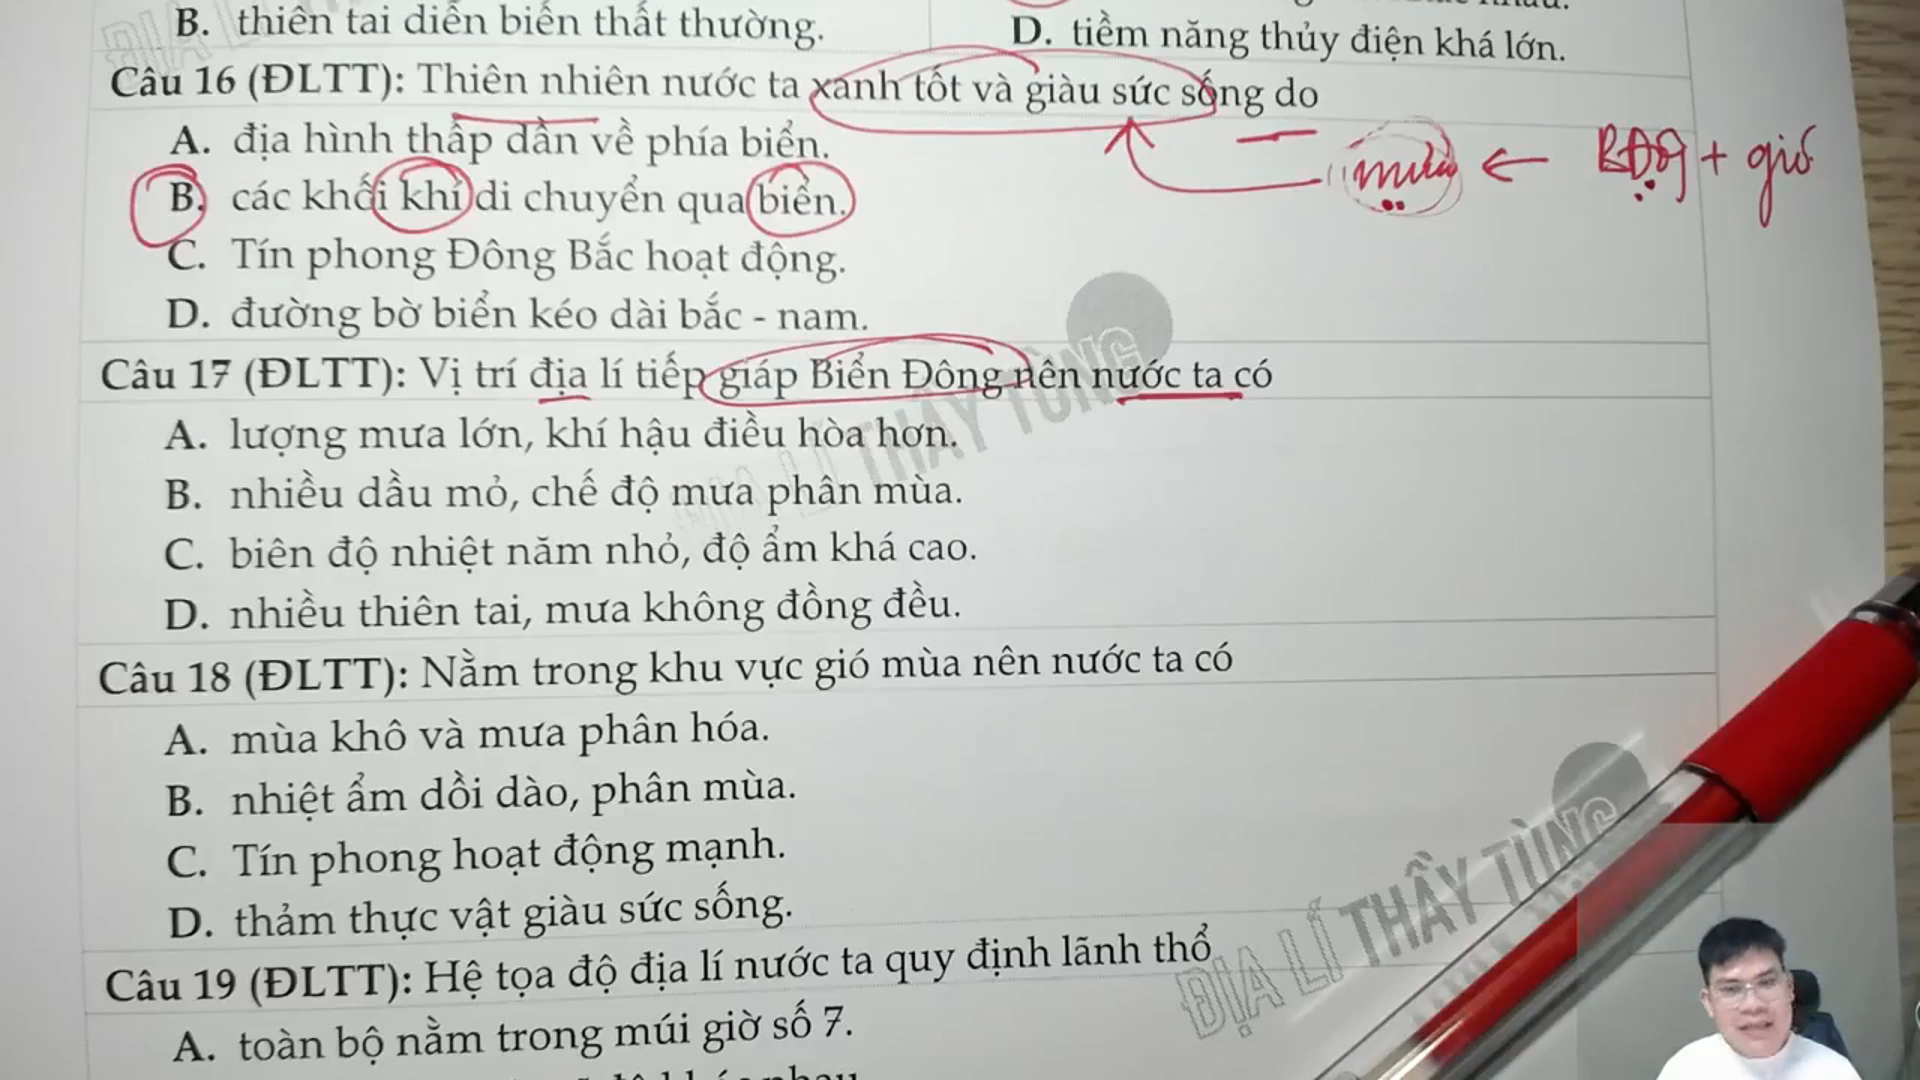 B. thiên tai diễn biến thất thường.
D. tiềm năng thủy điện khá lớn.
Câu 16 (ĐLTT): Thiên nhiên nước ta xanh tốt và giàu sức sống do
A. địa hình thấp dần về phía biển.
B. các khối khí di chuyển qua biển.
mưa ← BĐ + gió
C. Tín phong Đông Bắc hoạt động.
D. đường bờ biển kéo dài bắc - nam.
Câu 17 (ĐLTT): Vị trí địa lí tiếp giáp Biển Đông nên nước ta có
A. lượng mưa lớn, khí hậu điều hòa hơn.
B. nhiều dầu mỏ, chế độ mưa phân mùa.
C. biên độ nhiệt năm nhỏ, độ ẩm khá cao.
D. nhiều thiên tai, mưa không đồng đều.
ĐỊA LÍ THẦY TÙNG
Câu 18 (ĐLTT): Nằm trong khu vực gió mùa nên nước ta có
A. mùa khô và mưa phân hóa.
B. nhiệt ẩm dồi dào, phân mùa.
C. Tín phong hoạt động mạnh.
D. thảm thực vật giàu sức sống.
ĐỊA LÍ THẦY TÙNG
Câu 19 (ĐLTT): Hệ tọa độ địa lí nước ta quy định lãnh thổ
A. toàn bộ nằm trong múi giờ số 7.